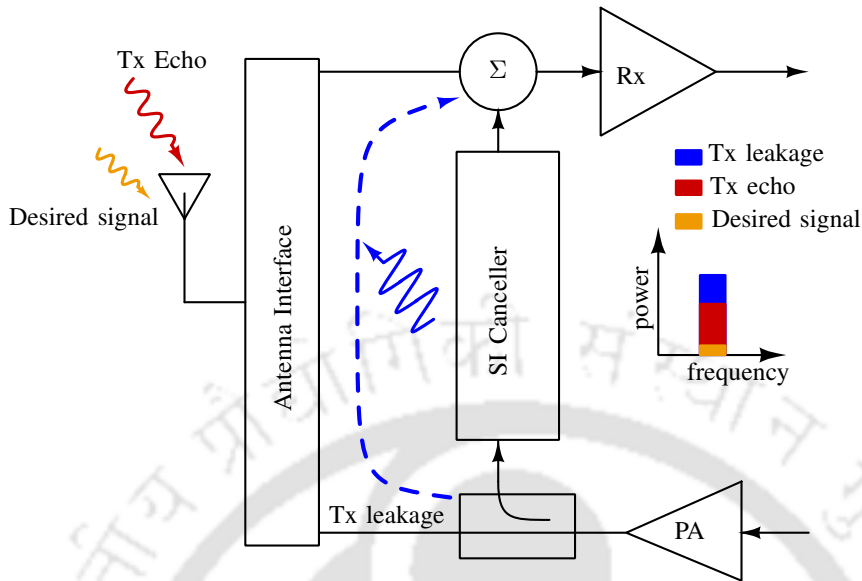 Tx Echo
Σ
Rx
Tx leakage
Tx echo
Desired signal
Desired signal
Antenna Interface
SI Canceller
power
frequency
Tx leakage
PA